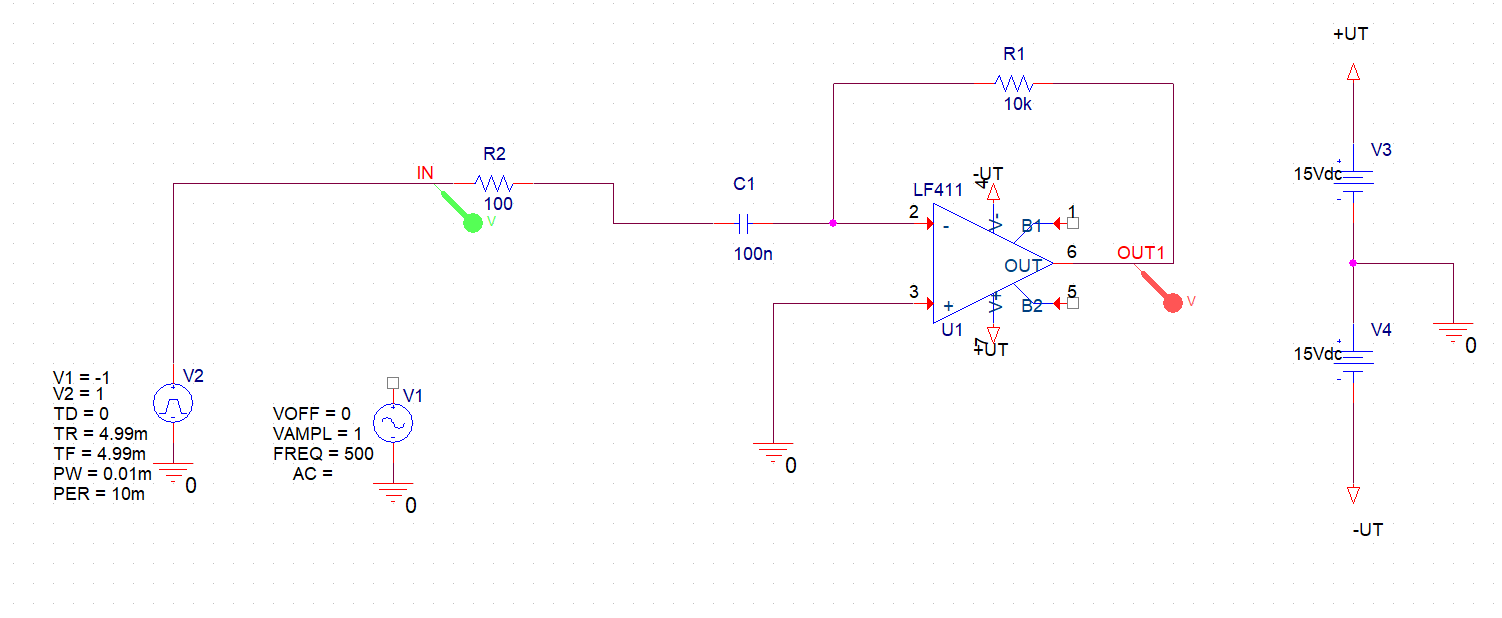 +UT
R1
10k
V3
15Vdc
+
-
R2
IN
100
V
C1
100n
-UT
4
LF411
2
-
V-
B1
1
OUT
6
OUT1
V
3
+
V+
B2
5
U1
7
+UT
0
V4
15Vdc
+
-
0
-UT
V2
V1 = -1
V2 = 1
TD = 0
TR = 4.99m
TF = 4.99m
PW = 0.01m
PER = 10m
0
V1
VOFF = 0
VAMPL = 1
FREQ = 500
AC =
0